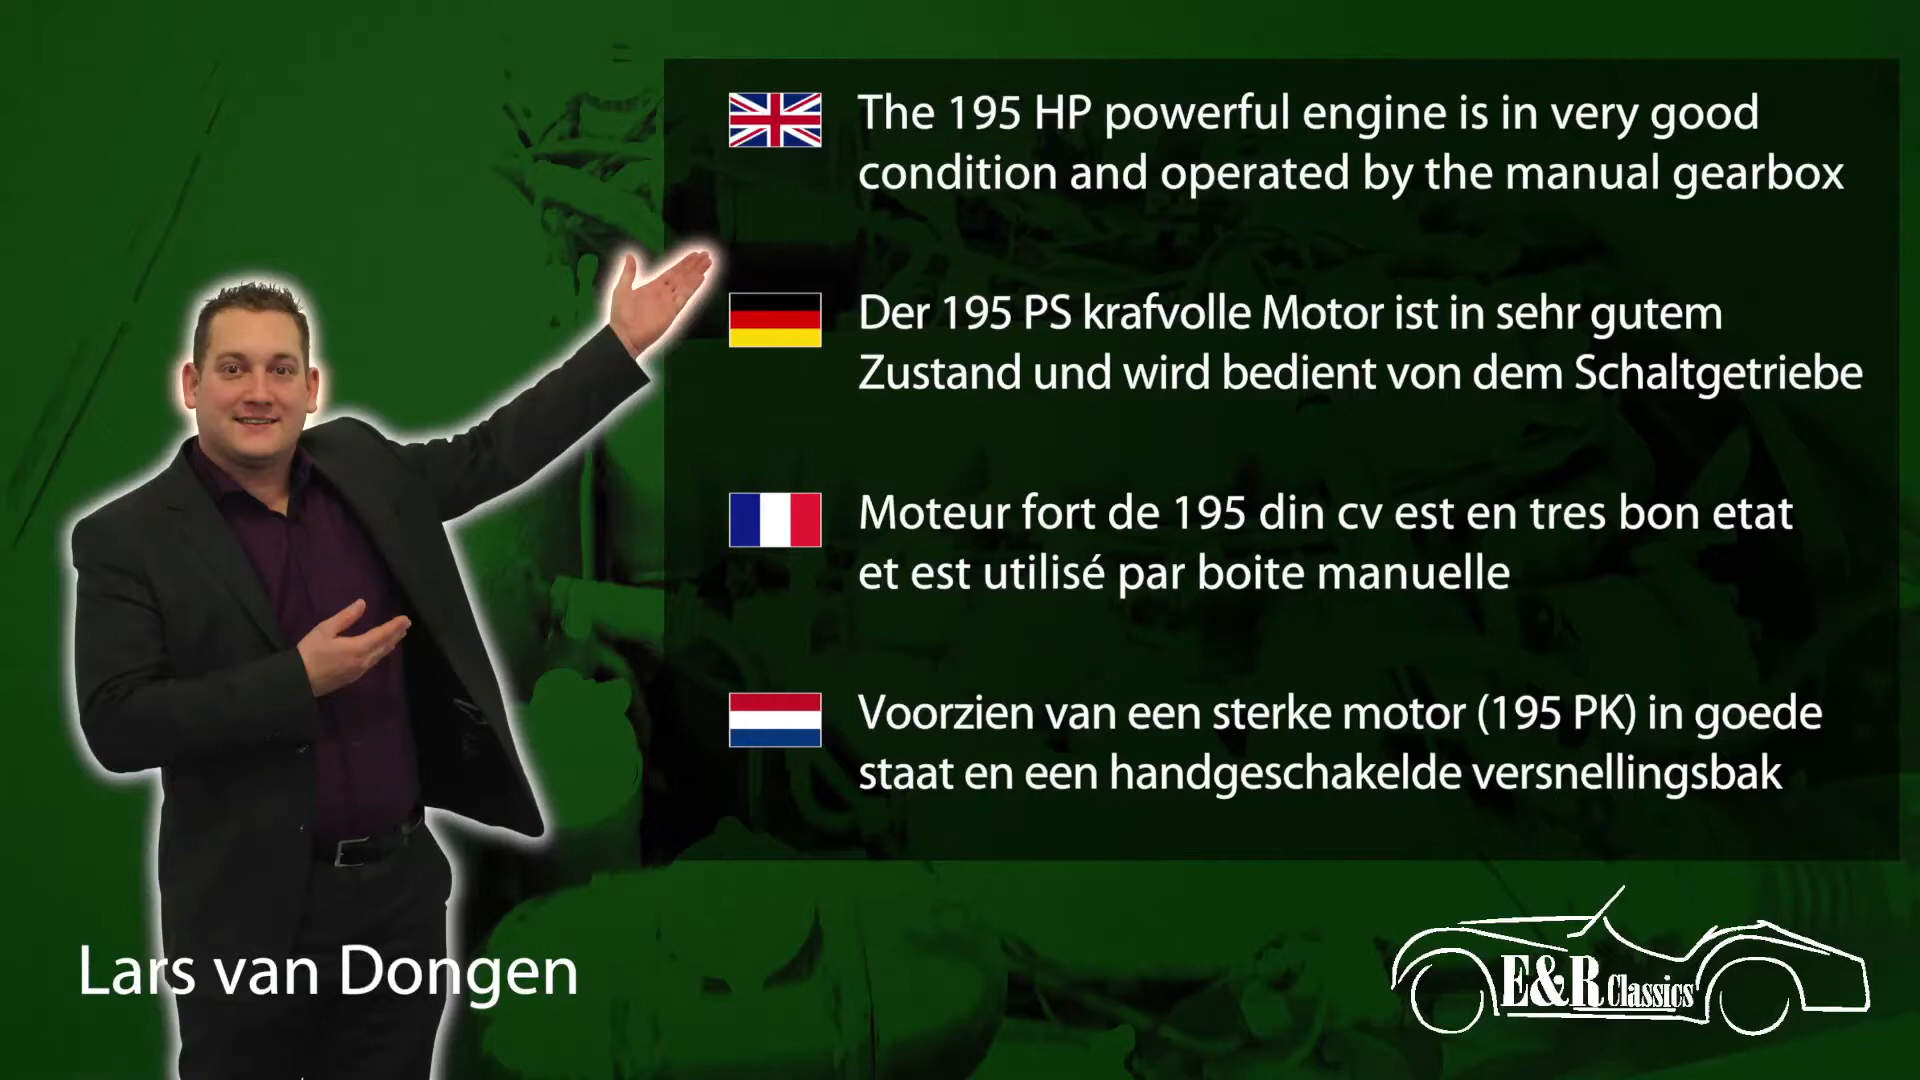 The 195 HP powerful engine is in very good
condition and operated by the manual gearbox
Der 195 PS krafvolle Motor ist in sehr gutem
Zustand und wird bedient von dem Schaltgetriebe
Moteur fort de 195 din cv est en tres bon etat
et est utilisé par boite manuelle
Voorzien van een sterke motor (195 PK) in goede
staat en een handgeschakelde versnellingsbak
Lars van Dongen
E&R Classics